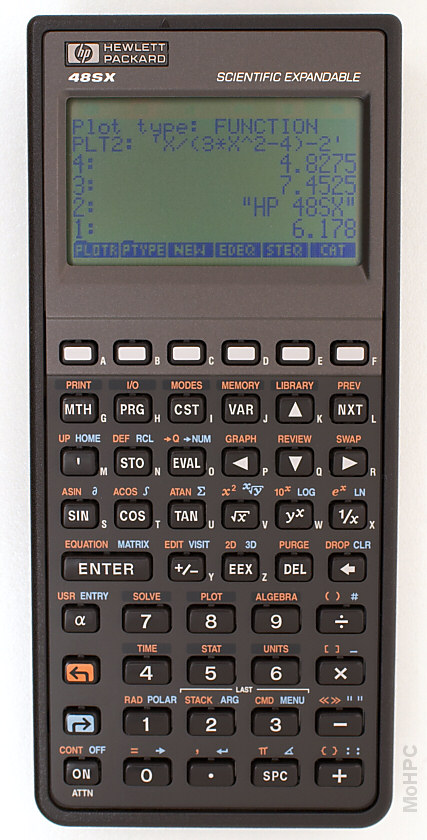 hp HEWLETT
PACKARD
48SX SCIENTIFIC EXPANDABLE
Plot type: FUNCTION
PLT2: 'X/(3*X^2-4)-2'
4: 4.8275
3: 7.4525
2: "HP 48SX"
1: 6.178
PLOTR PTYPE NEW EDEQ STEQ CAT
A B C D E F
PRINT I/O MODES MEMORY LIBRARY PREV
MTH G PRG H CST I VAR J ▲ K NXT L
UP HOME DEF RCL →Q →NUM GRAPH REVIEW SWAP
' M STO N EVAL O ◀ P ▼ Q ▶ R
ASIN ∂ ACOS ∫ ATAN Σ x² ˣ√y 10ˣ LOG eˣ LN
SIN S COS T TAN U √x V yˣ W 1/x X
EQUATION MATRIX EDIT VISIT 2D 3D PURGE DROP CLR
ENTER +/− Y EEX Z DEL ←
USR ENTRY SOLVE PLOT ALGEBRA ( ) #
α 7 8 9 ÷
TIME STAT UNITS [ ] _
↰ 4 5 6 ×
LAST
RAD POLAR STACK ARG CMD MENU «» " "
↱ 1 2 3 −
CONT OFF = → , ↵ π ∡ { } : :
ON 0 . SPC +
ATTN
MoHPC